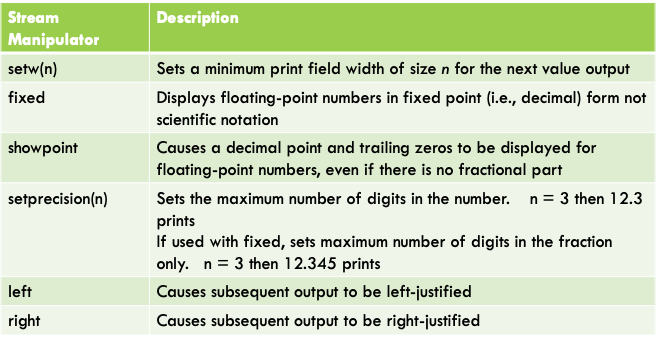 Stream Description
Manipulator
setw(n) Sets a minimum print field width of size n for the next value output
fixed Displays floating-point numbers in fixed point (i.e., decimal) form not
scientific notation
showpoint Causes a decimal point and trailing zeros to be displayed for
floating-point numbers, even if there is no fractional part
setprecision(n) Sets the maximum number of digits in the number. n = 3 then 12.3
prints
If used with fixed, sets maximum number of digits in the fraction
only. n = 3 then 12.345 prints
left Causes subsequent output to be left-justified
right Causes subsequent output to be right-justified